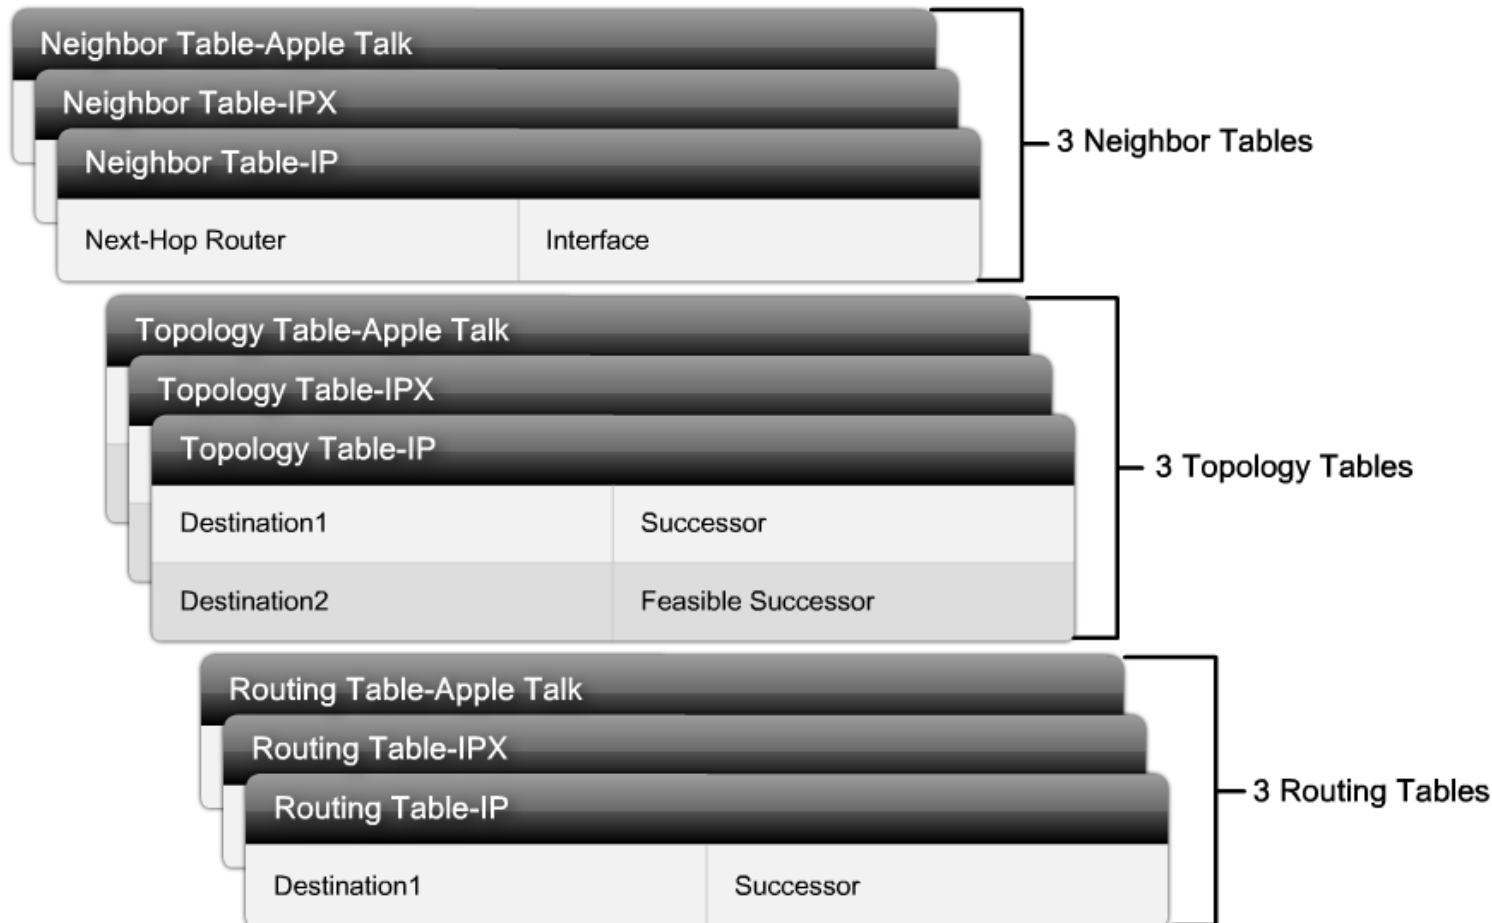 Neighbor Table-Apple Talk
Neighbor Table-IPX
Neighbor Table-IP
Next-Hop Router Interface
3 Neighbor Tables
Topology Table-Apple Talk
Topology Table-IPX
Topology Table-IP
Destination1 Successor
Destination2 Feasible Successor
3 Topology Tables
Routing Table-Apple Talk
Routing Table-IPX
Routing Table-IP
Destination1 Successor
3 Routing Tables